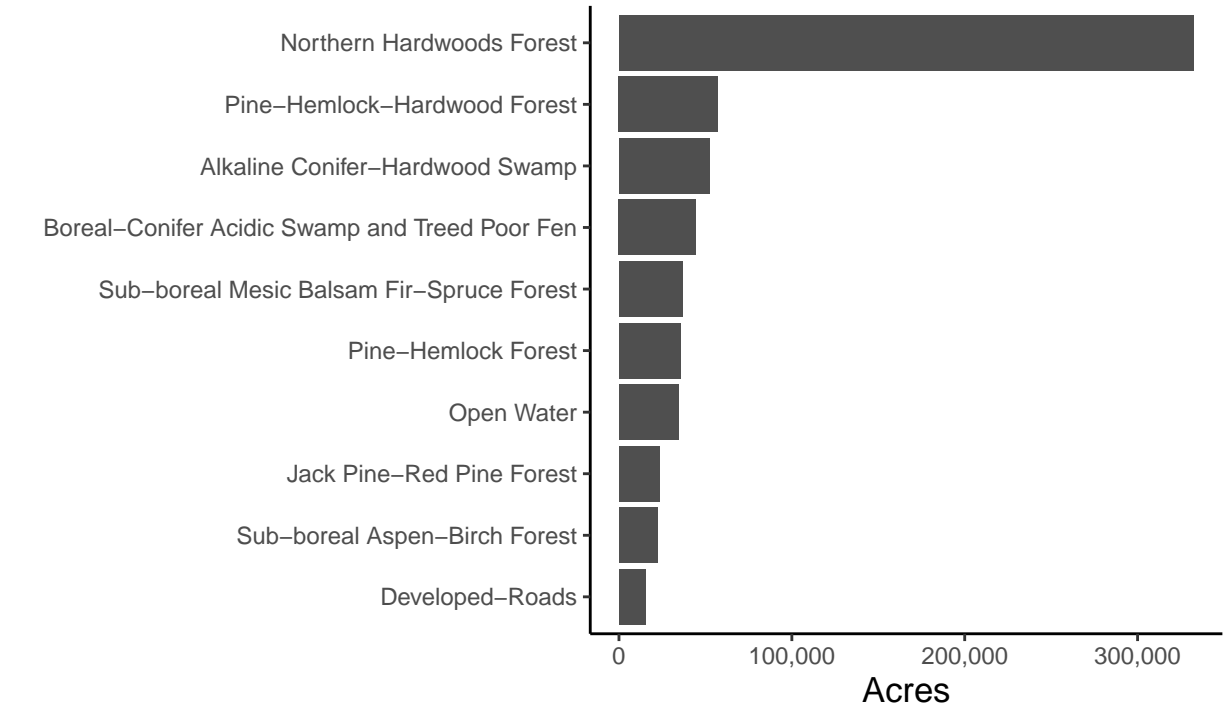 Northern Hardwoods Forest
Pine−Hemlock−Hardwood Forest
Alkaline Conifer−Hardwood Swamp
Boreal−Conifer Acidic Swamp and Treed Poor Fen
Sub−boreal Mesic Balsam Fir−Spruce Forest
Pine−Hemlock Forest
Open Water
Jack Pine−Red Pine Forest
Sub−boreal Aspen−Birch Forest
Developed−Roads
0 100,000 200,000 300,000
Acres